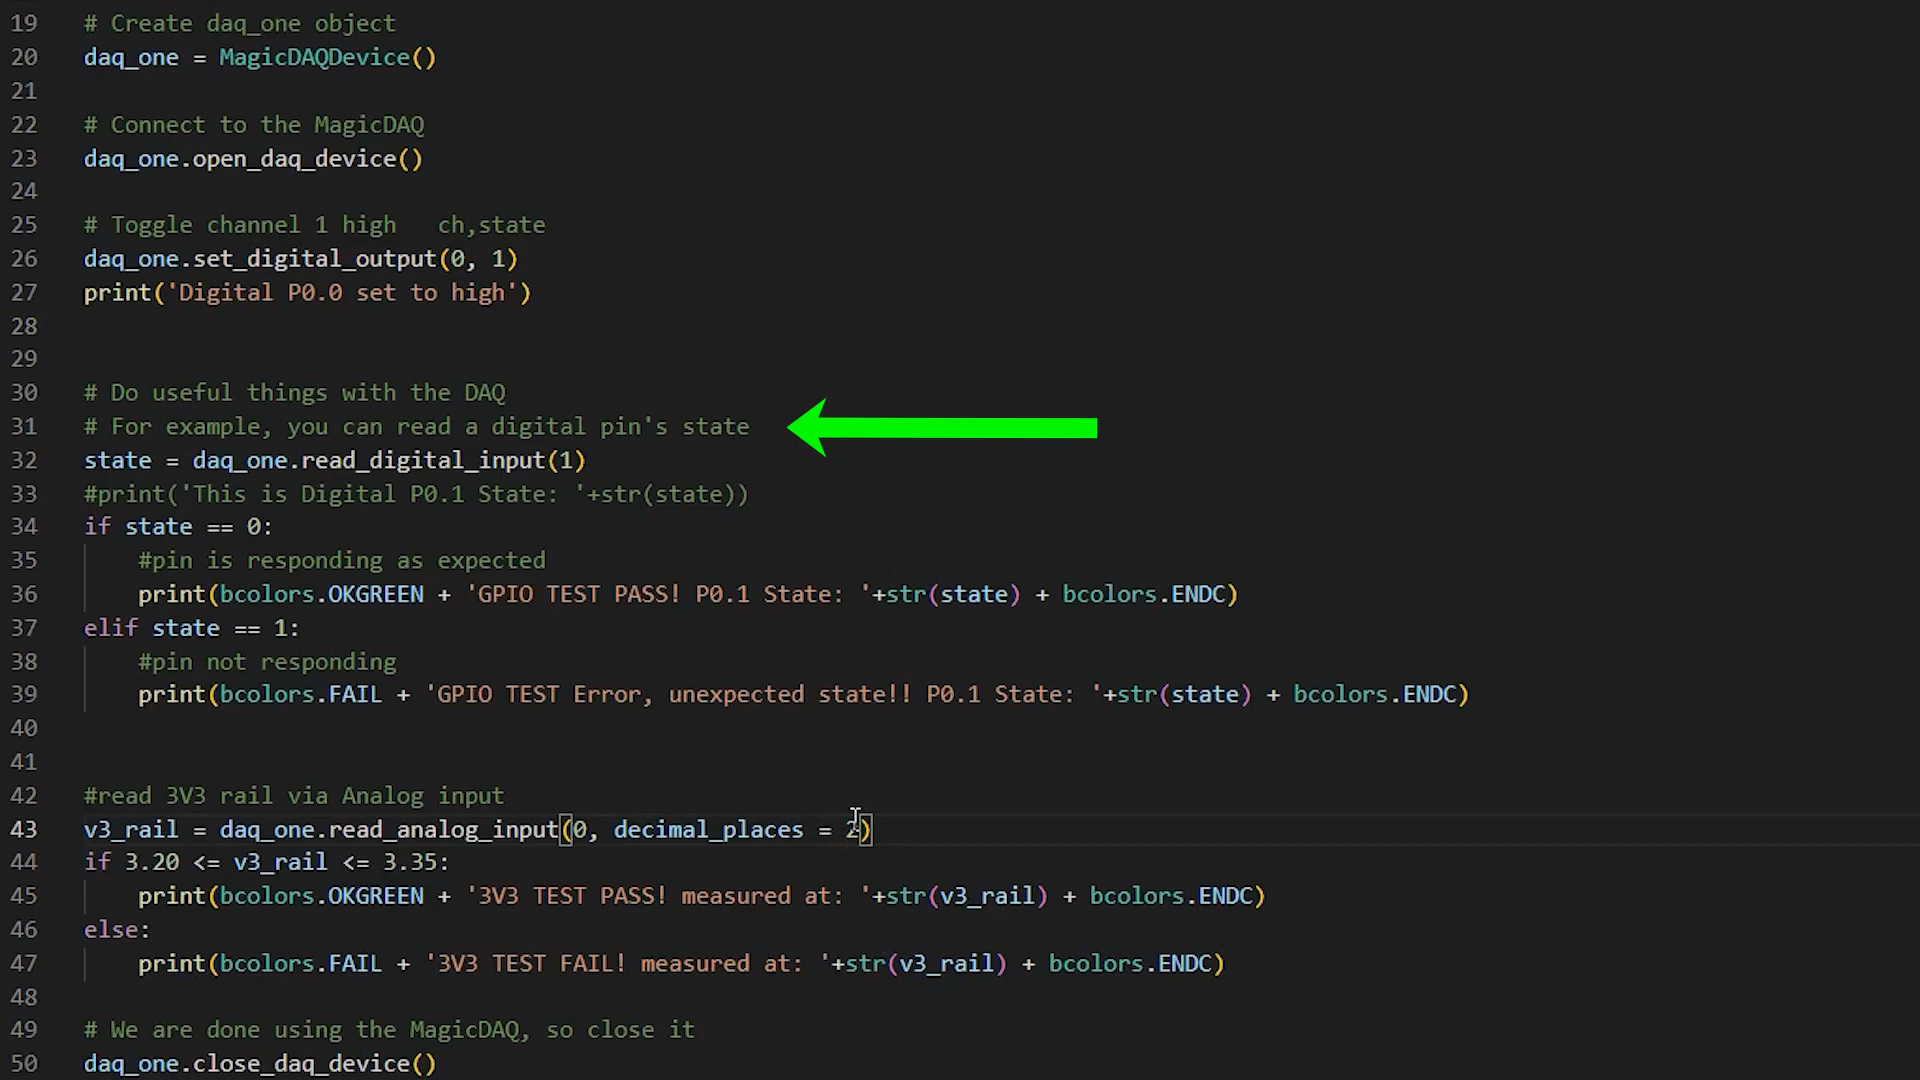 19 # Create daq_one object
20 daq_one = MagicDAQDevice()
21
22 # Connect to the MagicDAQ
23 daq_one.open_daq_device()
24
25 # Toggle channel 1 high   ch,state
26 daq_one.set_digital_output(0, 1)
27 print('Digital P0.0 set to high')
28
29
30 # Do useful things with the DAQ
31 # For example, you can read a digital pin's state
32 state = daq_one.read_digital_input(1)
33 #print('This is Digital P0.1 State: '+str(state))
34 if state == 0:
35     #pin is responding as expected
36     print(bcolors.OKGREEN + 'GPIO TEST PASS! P0.1 State: '+str(state) + bcolors.ENDC)
37 elif state == 1:
38     #pin not responding
39     print(bcolors.FAIL + 'GPIO TEST Error, unexpected state!! P0.1 State: '+str(state) + bcolors.ENDC)
40
41
42 #read 3V3 rail via Analog input
43 v3_rail = daq_one.read_analog_input(0, decimal_places = 2)
44 if 3.20 <= v3_rail <= 3.35:
45     print(bcolors.OKGREEN + '3V3 TEST PASS! measured at: '+str(v3_rail) + bcolors.ENDC)
46 else:
47     print(bcolors.FAIL + '3V3 TEST FAIL! measured at: '+str(v3_rail) + bcolors.ENDC)
48
49 # We are done using the MagicDAQ, so close it
50 daq_one.close_daq_device()